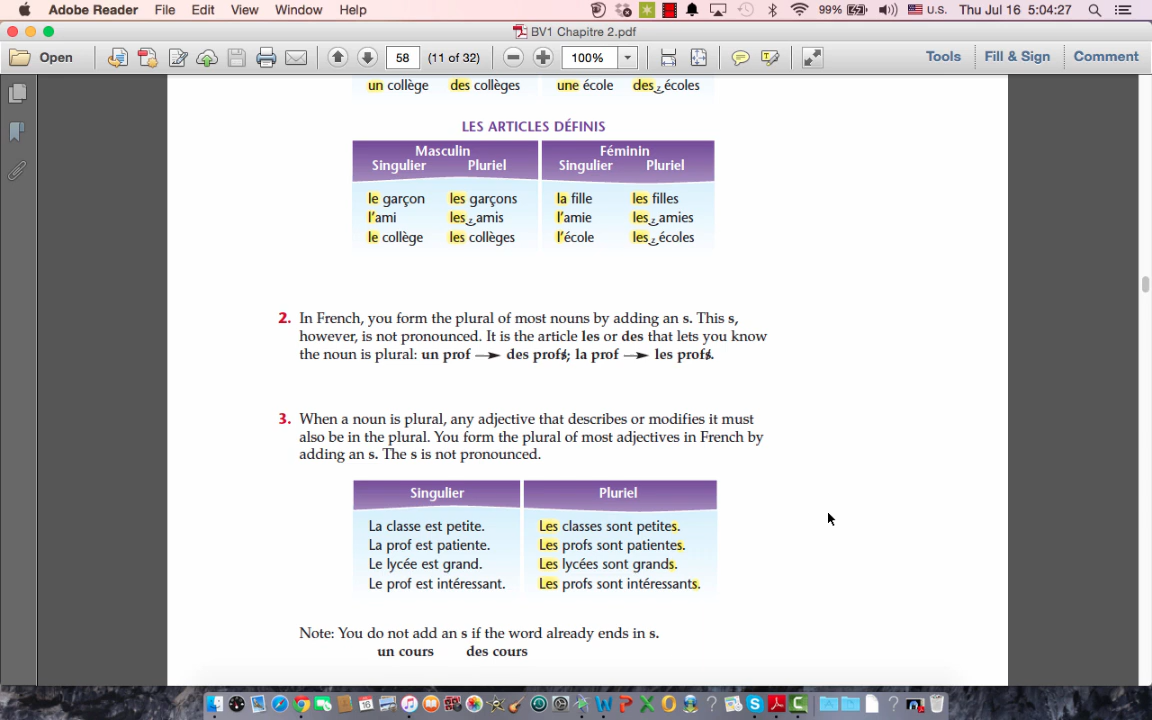 Adobe Reader File Edit View Window Help 99% U.S. Thu Jul 16 5:04:27
BV1 Chapitre 2.pdf
Open 58 (11 of 32) 100% Tools Fill & Sign Comment
un collège des collèges une école des écoles
LES ARTICLES DÉFINIS
Masculin Féminin
Singulier Pluriel Singulier Pluriel
le garçon les garçons la fille les filles
l'ami les z amis l'amie les z amies
le collège les collèges l'école les z écoles
2. In French, you form the plural of most nouns by adding an s. This s,
however, is not pronounced. It is the article les or des that lets you know
the noun is plural: un prof → des profs; la prof → les profs.
3. When a noun is plural, any adjective that describes or modifies it must
also be in the plural. You form the plural of most adjectives in French by
adding an s. The s is not pronounced.
Singulier Pluriel
La classe est petite. Les classes sont petites.
La prof est patiente. Les profs sont patientes.
Le lycée est grand. Les lycées sont grands.
Le prof est intéressant. Les profs sont intéressants.
Note: You do not add an s if the word already ends in s.
un cours des cours